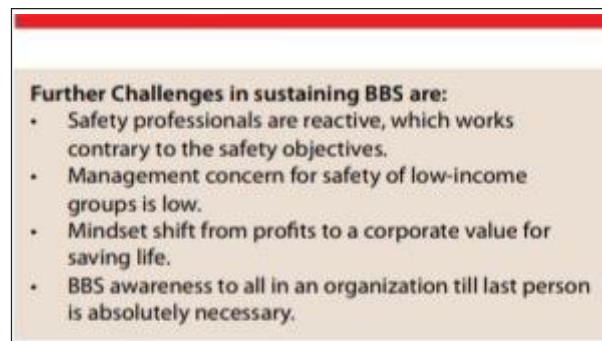 Further Challenges in sustaining BBS are:
• Safety professionals are reactive, which works
contrary to the safety objectives.
• Management concern for safety of low-income
groups is low.
• Mindset shift from profits to a corporate value for
saving life.
• BBS awareness to all in an organization till last person
is absolutely necessary.